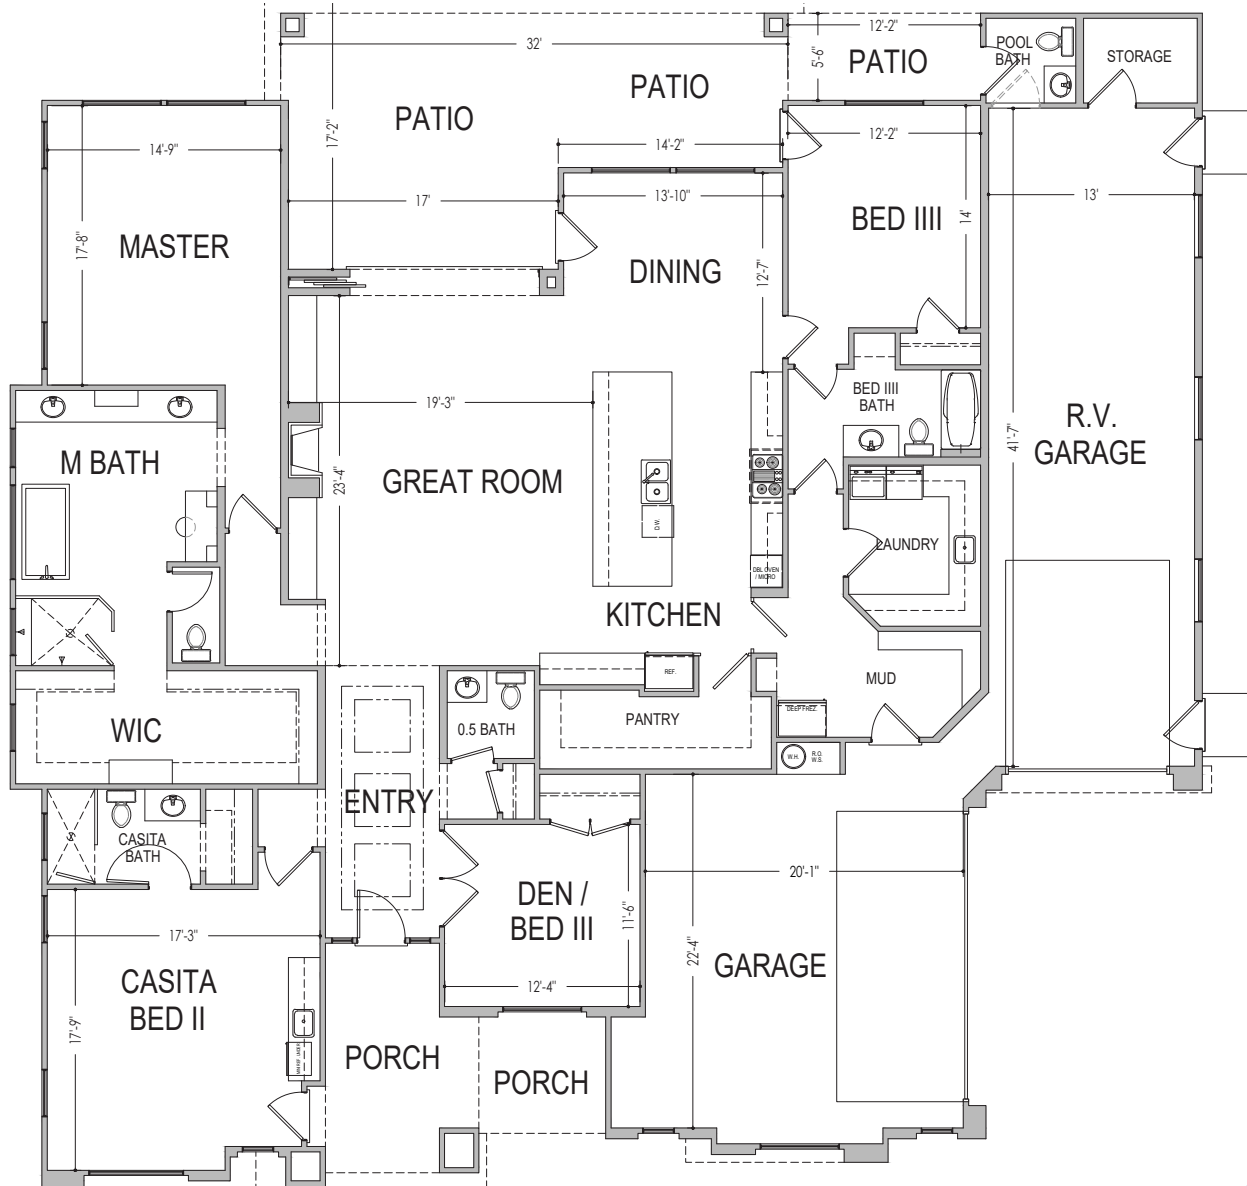 12'-2"
32'
5'-6"
PATIO
POOL
BATH
STORAGE
PATIO
PATIO
17'-2"
14'-9"
14'-2"
12'-2"
17'
13'-10"
13'
MASTER
17'-8"
BED IIII
14'
DINING
12'-7"
19'-3"
BED IIII
BATH
R.V.
GARAGE
41'-7"
M BATH
GREAT ROOM
23'-4"
D.W.
LAUNDRY
DBL OVEN
/ MICRO
KITCHEN
REF.
MUD
PANTRY
DEEP FREZ.
WIC
0.5 BATH
W.H.
R.O.
W.S.
ENTRY
CASITA
BATH
20'-1"
DEN /
BED III
11'-6"
17'-3"
22'-4"
GARAGE
CASITA
BED II
12'-4"
17'-9"
MINI REF. UNDER
PORCH
PORCH